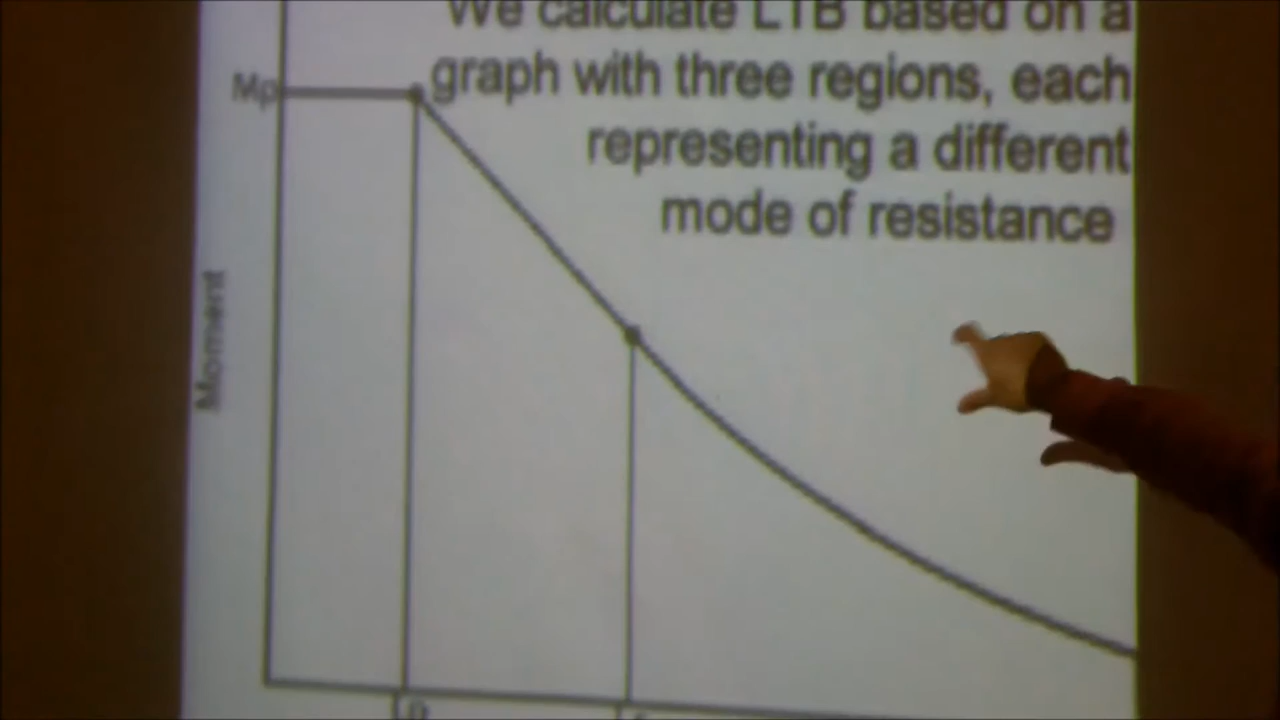 We calculate LTB based on a
graph with three regions, each
representing a different
mode of resistance
Mp
Moment